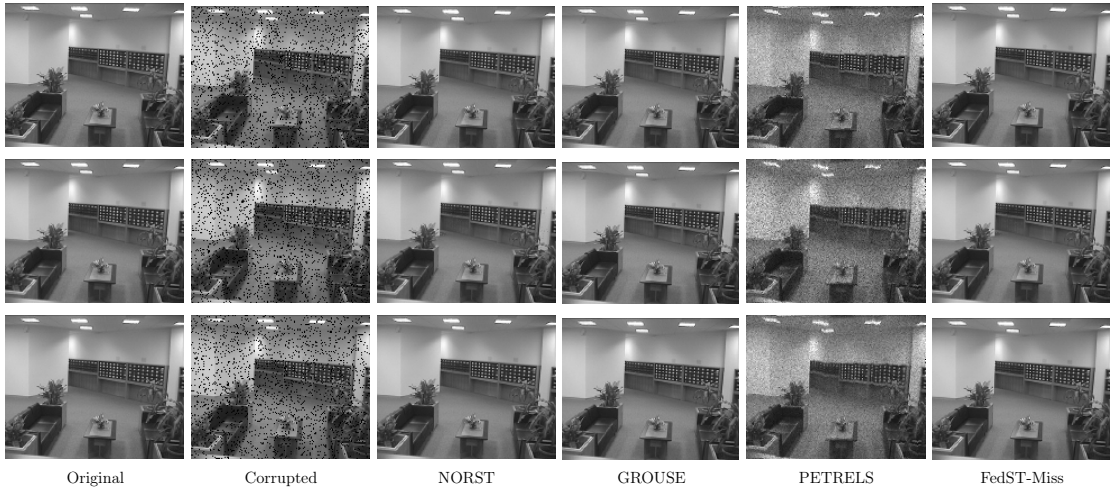 Original
Corrupted
NORST
GROUSE
PETRELS
FedST-Miss